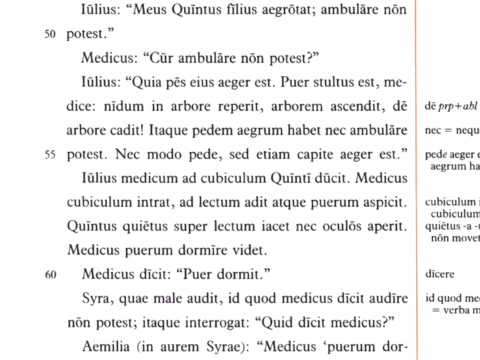 Iūlius: “Meus Quīntus fīlius aegrōtat; ambulāre nōn
50 potest.”
Medicus: “Cūr ambulāre nōn potest?”
Iūlius: “Quia pēs eius aeger est. Puer stultus est, me-
dice: nīdum in arbore reperit, arborem ascendit, dē
arbore cadit! Itaque pedem aegrum habet nec ambulāre
55 potest. Nec modo pede, sed etiam capite aeger est.”
Iūlius medicum ad cubiculum Quīntī dūcit. Medicus
cubiculum intrat, ad lectum adit atque puerum aspicit.
Quīntus quiētus super lectum iacet nec oculōs aperit.
Medicus puerum dormīre videt.
60 Medicus dīcit: “Puer dormit.”
Syra, quae male audit, id quod medicus dīcit audīre
nōn potest; itaque interrogat: “Quid dīcit medicus?”
Aemilia (in aurem Syrae): “Medicus ‘puerum dor-
dē prp+abl
nec = nequ
pede aeger e
aegrum ha
cubiculum i
cubiculum
quiētus -a -u
nōn movet
dīcere
id quod me
= verba m